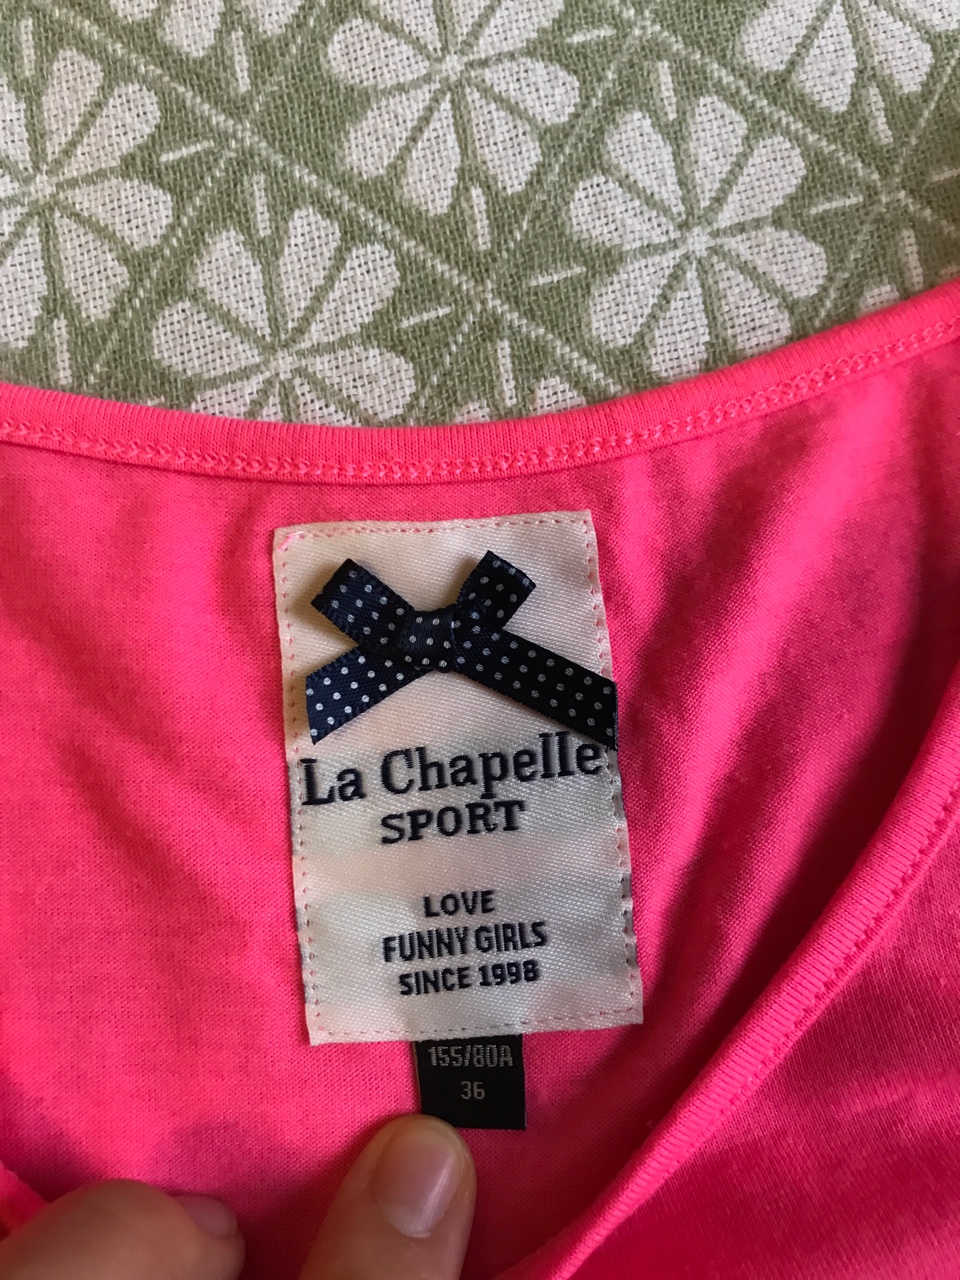 La Chapelle
SPORT
LOVE
FUNNY GIRLS
SINCE 1998
155/80A
36